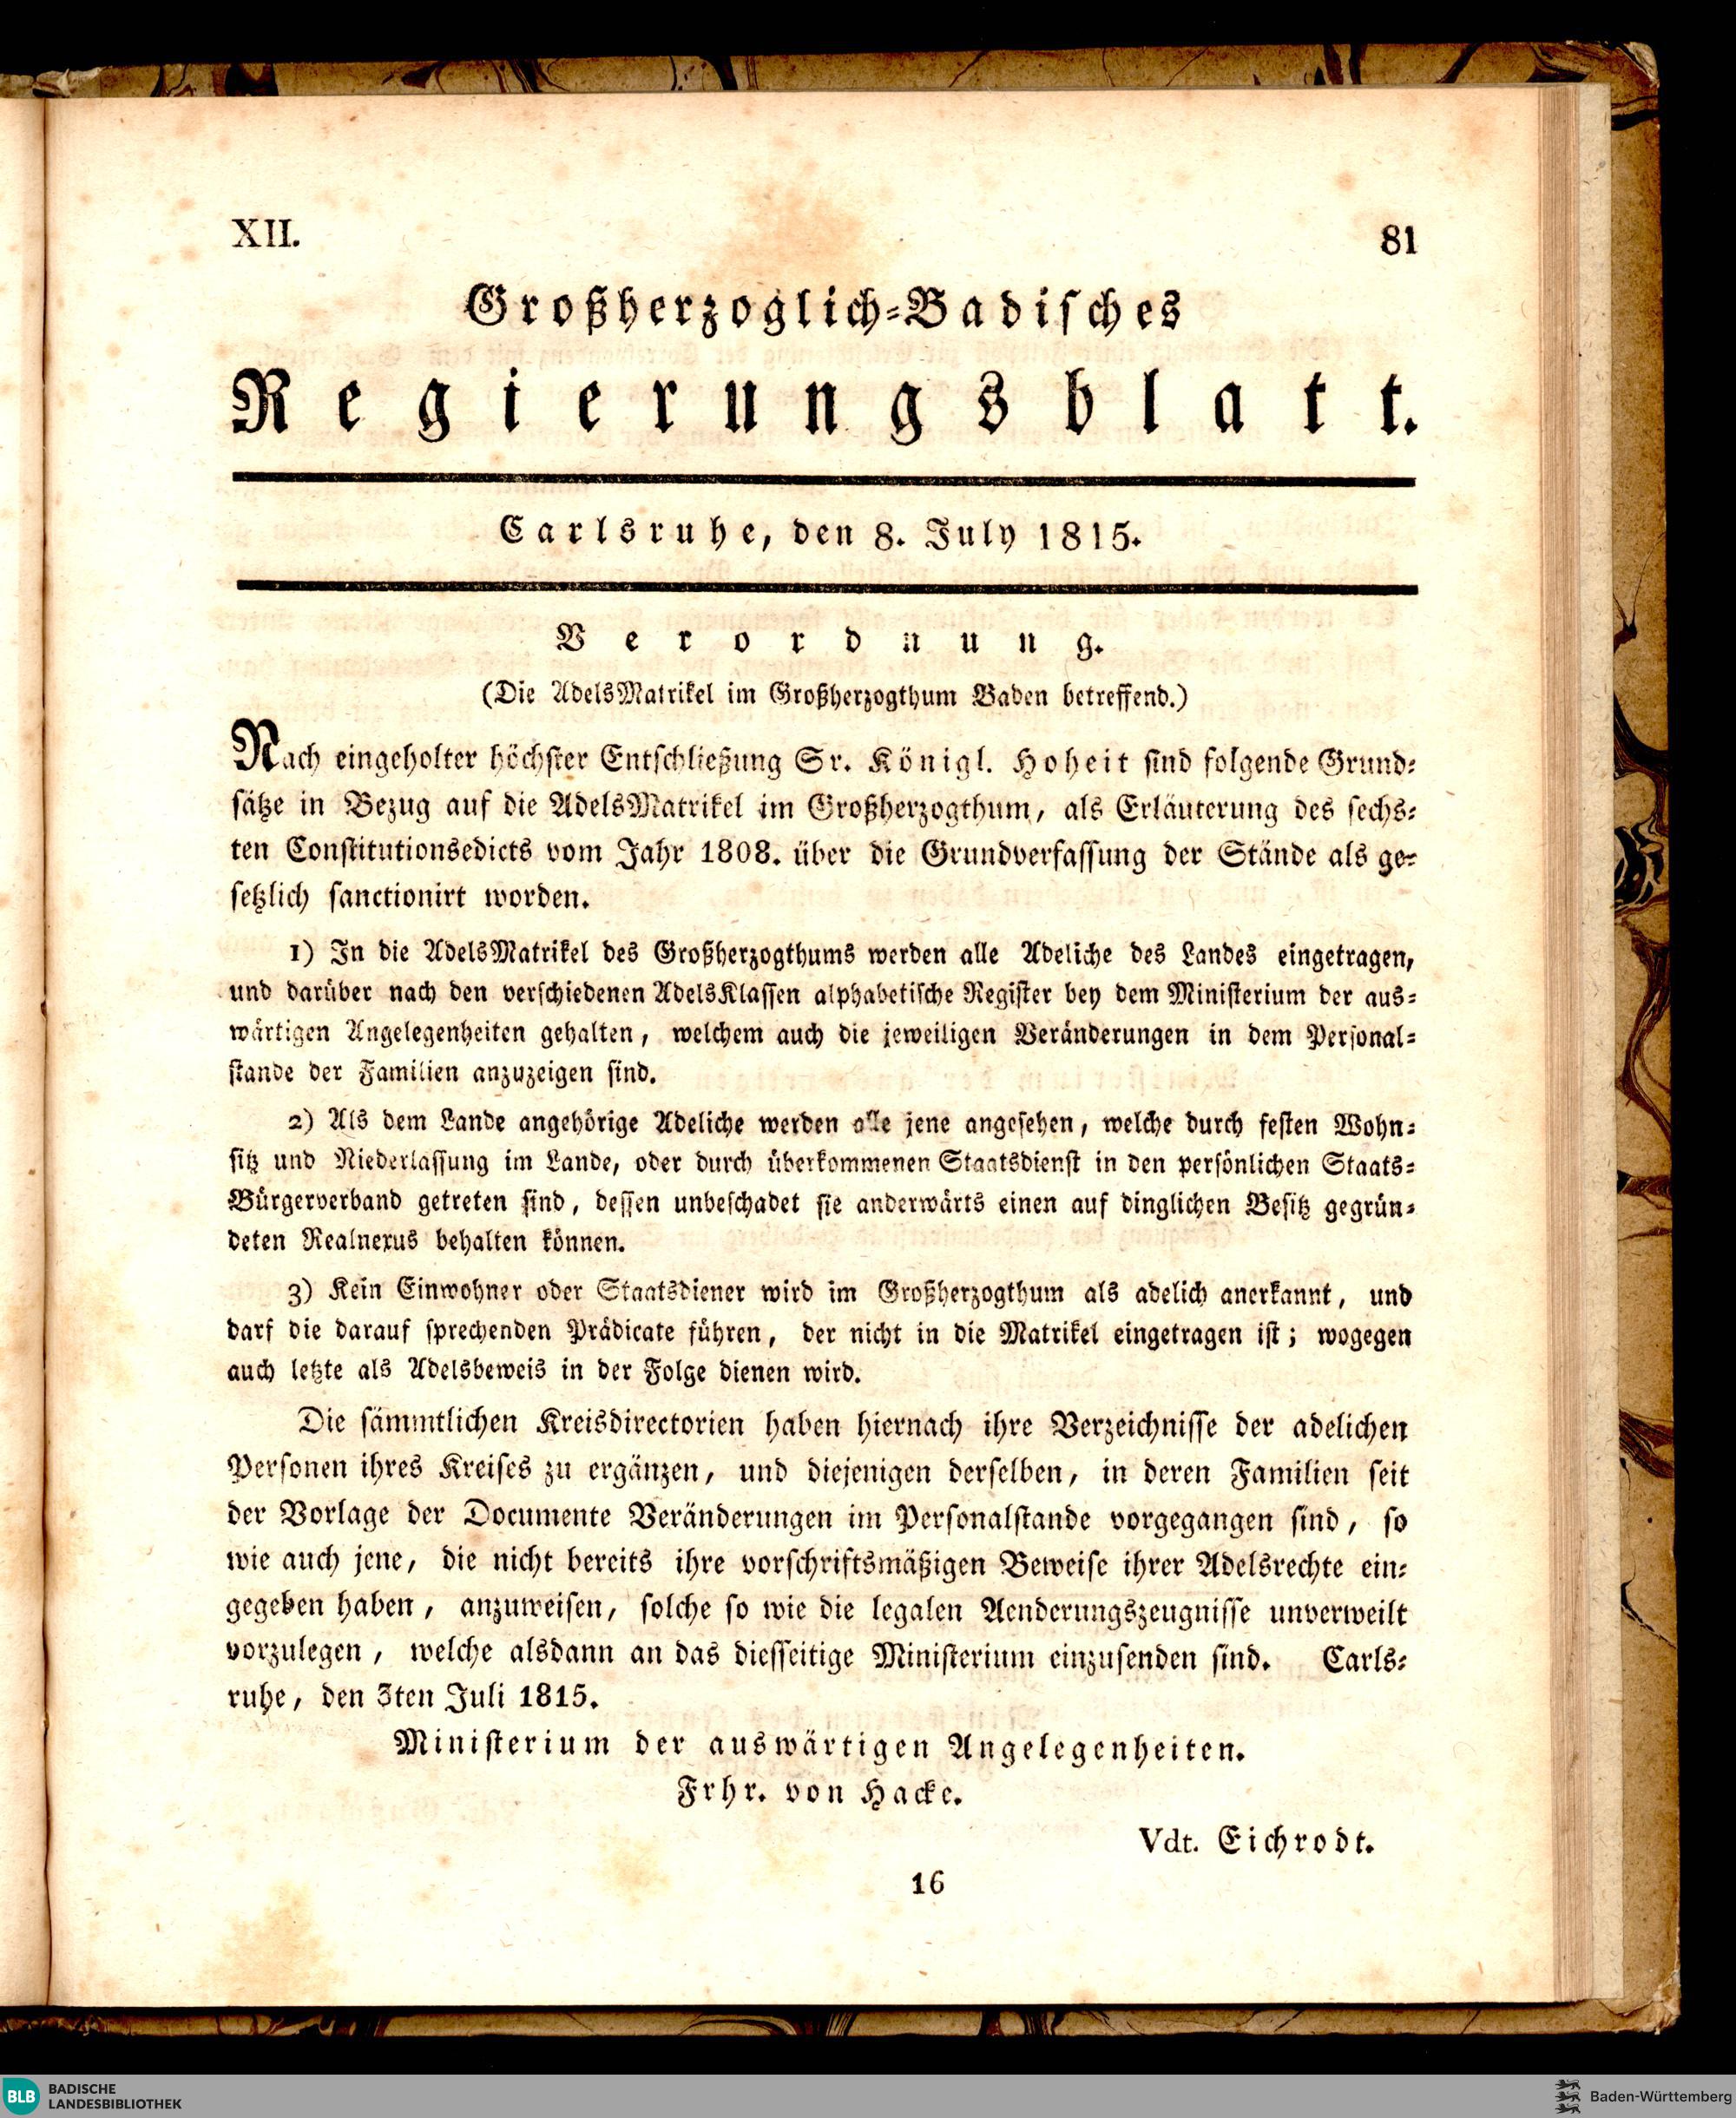 XII.
81
Großherzoglich-Badisches
Regierungsblatt.
Carlsruhe, den 8. July 1815.
Verordnung.
(Die AdelsMatrikel im Großherzogthum Baden betreffend.)
Nach eingeholter höchster Entschließung Sr. Königl. Hoheit sind folgende Grund-
sätze in Bezug auf die AdelsMatrikel im Großherzogthum, als Erläuterung des sechs-
ten Constitutionsedicts vom Jahr 1808. über die Grundverfassung der Stände als ge-
setzlich sanctionirt worden.
1) In die AdelsMatrikel des Großherzogthums werden alle Adeliche des Landes eingetragen,
und darüber nach den verschiedenen AdelsKlassen alphabetische Register bey dem Ministerium der aus-
wärtigen Angelegenheiten gehalten, welchem auch die jeweiligen Veränderungen in dem Personal-
stande der Familien anzuzeigen sind.
2) Als dem Lande angehörige Adeliche werden alle jene angesehen, welche durch festen Wohn-
sitz und Niederlassung im Lande, oder durch überkommenen Staatsdienst in den persönlichen Staats-
Bürgerverband getreten sind, dessen unbeschadet sie anderwärts einen auf dinglichen Besitz gegrün-
deten Realnexus behalten können.
3) Kein Einwohner oder Staatsdiener wird im Großherzogthum als adelich anerkannt, und
darf die darauf sprechenden Prädicate führen, der nicht in die Matrikel eingetragen ist; wogegen
auch letzte als Adelsbeweis in der Folge dienen wird.
Die sämmtlichen Kreisdirectorien haben hiernach ihre Verzeichnisse der adelichen
Personen ihres Kreises zu ergänzen, und diejenigen derselben, in deren Familien seit
der Vorlage der Documente Veränderungen im Personalstande vorgegangen sind, so
wie auch jene, die nicht bereits ihre vorschriftsmäßigen Beweise ihrer Adelsrechte ein-
gegeben haben, anzuweisen, solche so wie die legalen Aenderungszeugnisse unverweilt
vorzulegen, welche alsdann an das diesseitige Ministerium einzusenden sind. Carls-
ruhe, den 3ten Juli 1815.
Ministerium der auswärtigen Angelegenheiten.
Frhr. von Hacke.
Vdt. Eichrodt.
16
BLB BADISCHE
LANDESBIBLIOTHEK
Baden-Württemberg